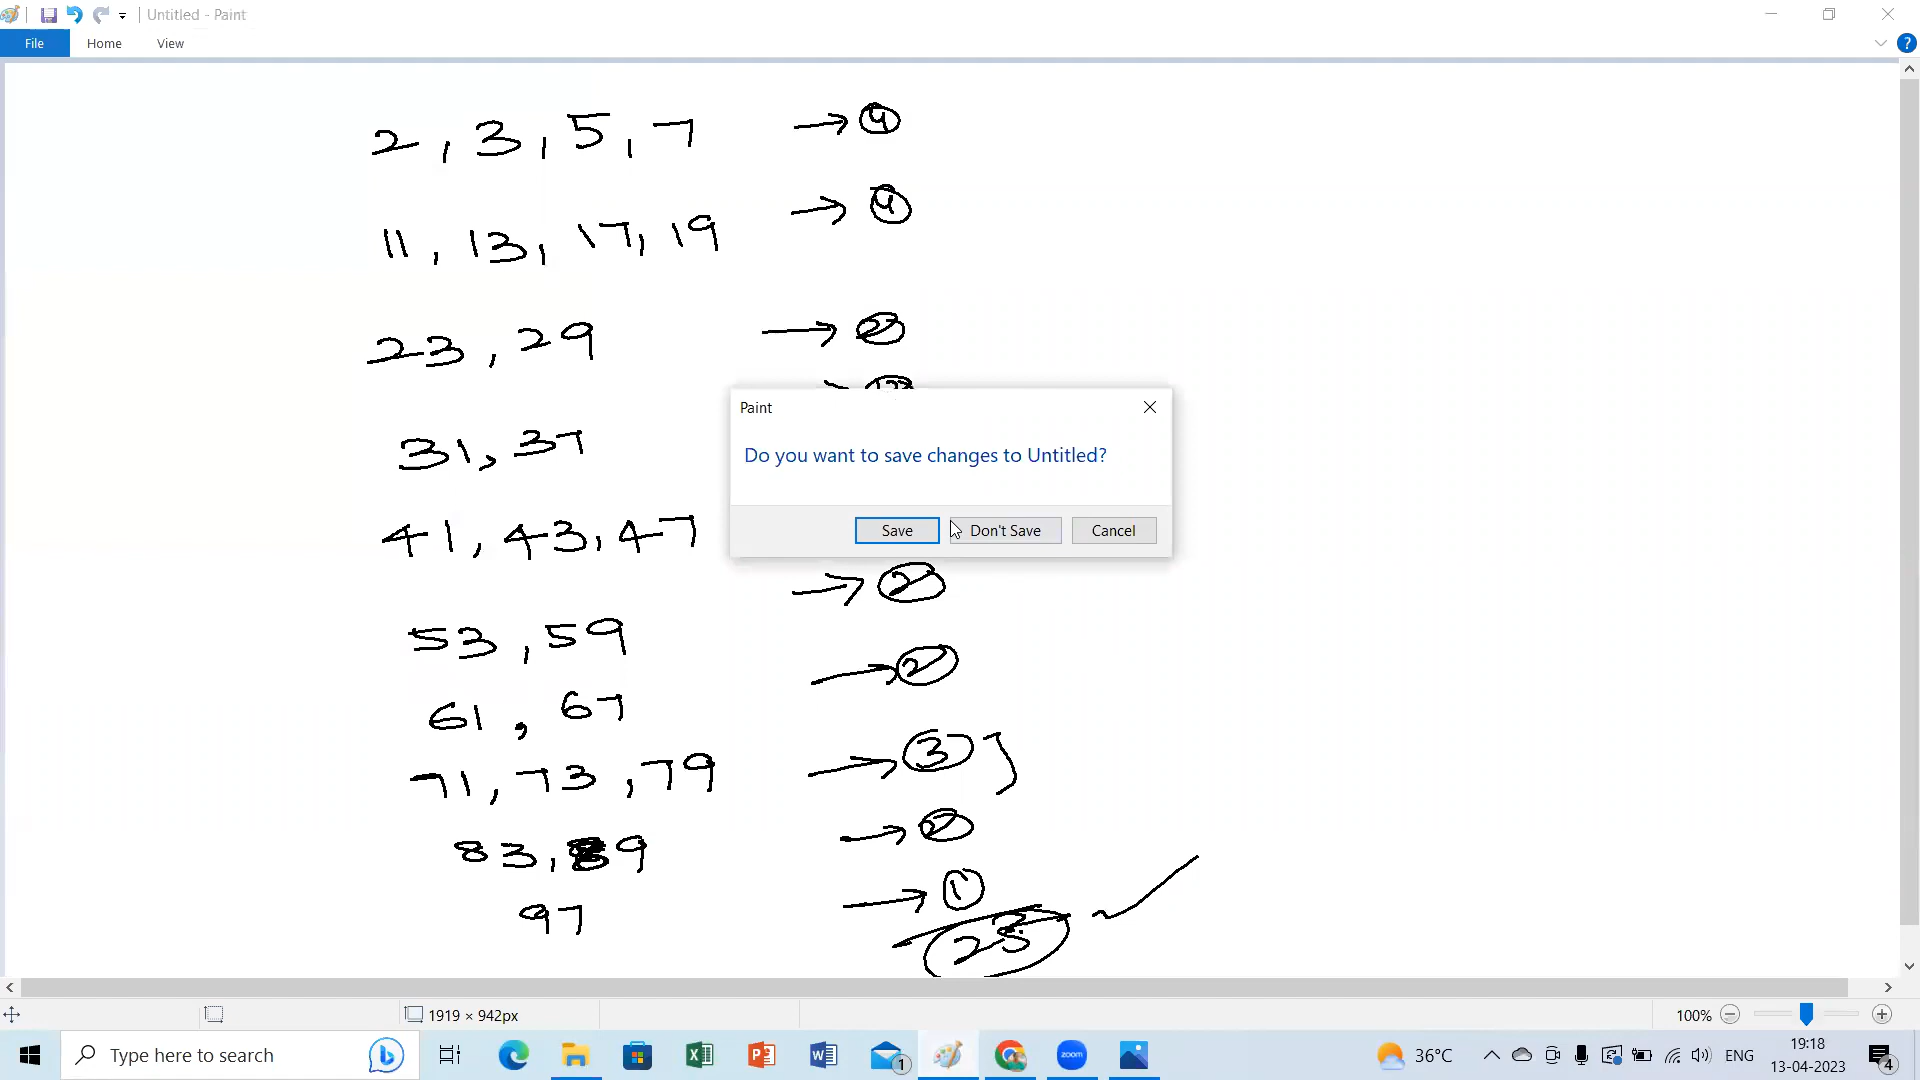 Untitled - Paint
File Home View
2, 3, 5, 7 → 4
11, 13, 17, 19 → 4
23, 29 → 2
31, 37
41, 43, 47
Paint
Do you want to save changes to Untitled?
Save Don't Save Cancel
→ 2
53, 59
→ 2
61, 67
71, 73, 79 → 3
83, 89 → 2
97 → 1
25
1919 × 942px
100%
Type here to search
zoom
1
36°C
ENG
19:18
13-04-2023
4